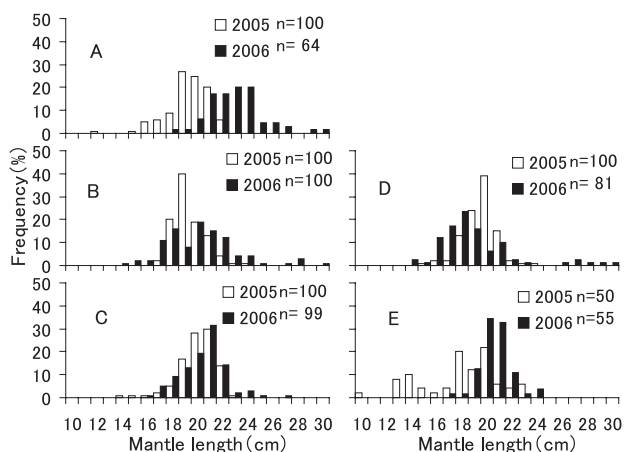 50
40
30
20
10
0
A
2005 n=100
2006 n= 64
50
40
30
20
10
0
B
2005 n=100
2006 n=100
D
2005 n=100
2006 n= 81
50
40
30
20
10
0
C
2005 n=100
2006 n= 99
E
2005 n=50
2006 n=55
Frequency(%)
10 12 14 16 18 20 22 24 26 28 30
10 12 14 16 18 20 22 24 26 28 30
Mantle length(cm)
Mantle length(cm)